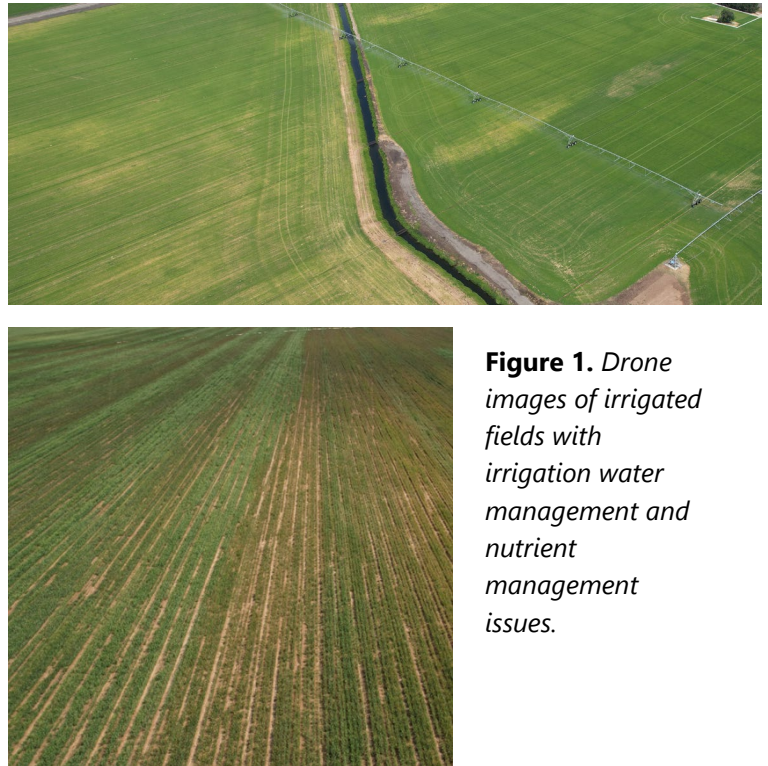 Figure 1. Drone
images of irrigated
fields with
irrigation water
management and
nutrient
management
issues.